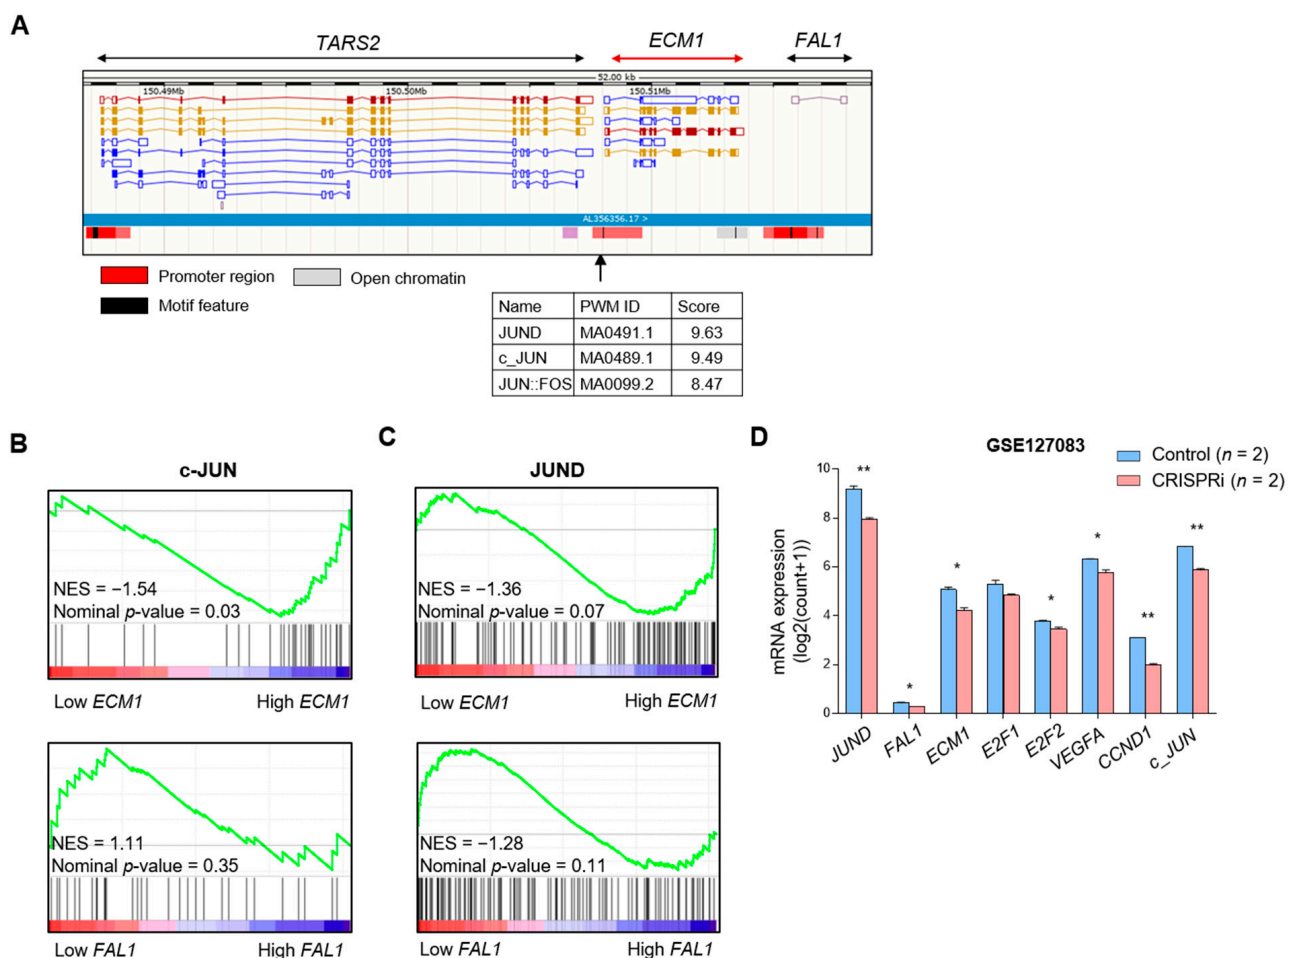 A
TARS2
ECM1
FAL1
52.00 kb
150.49Mb
150.50Mb
150.51Mb
AL356356.17 >
Promoter region
Open chromatin
Motif feature
Name PWM ID Score
JUND MA0491.1 9.63
c_JUN MA0489.1 9.49
JUN::FOS MA0099.2 8.47
B
c-JUN
NES = −1.54
Nominal p-value = 0.03
Low ECM1
High ECM1
NES = 1.11
Nominal p-value = 0.35
Low FAL1
High FAL1
C
JUND
NES = −1.36
Nominal p-value = 0.07
Low ECM1
High ECM1
NES = −1.28
Nominal p-value = 0.11
Low FAL1
High FAL1
D
GSE127083
Control (n = 2)
CRISPRi (n = 2)
mRNA expression
(log2(count+1))
10
8
6
4
2
0
**
*
*
*
*
**
**
JUND
FAL1
ECM1
E2F1
E2F2
VEGFA
CCND1
c_JUN